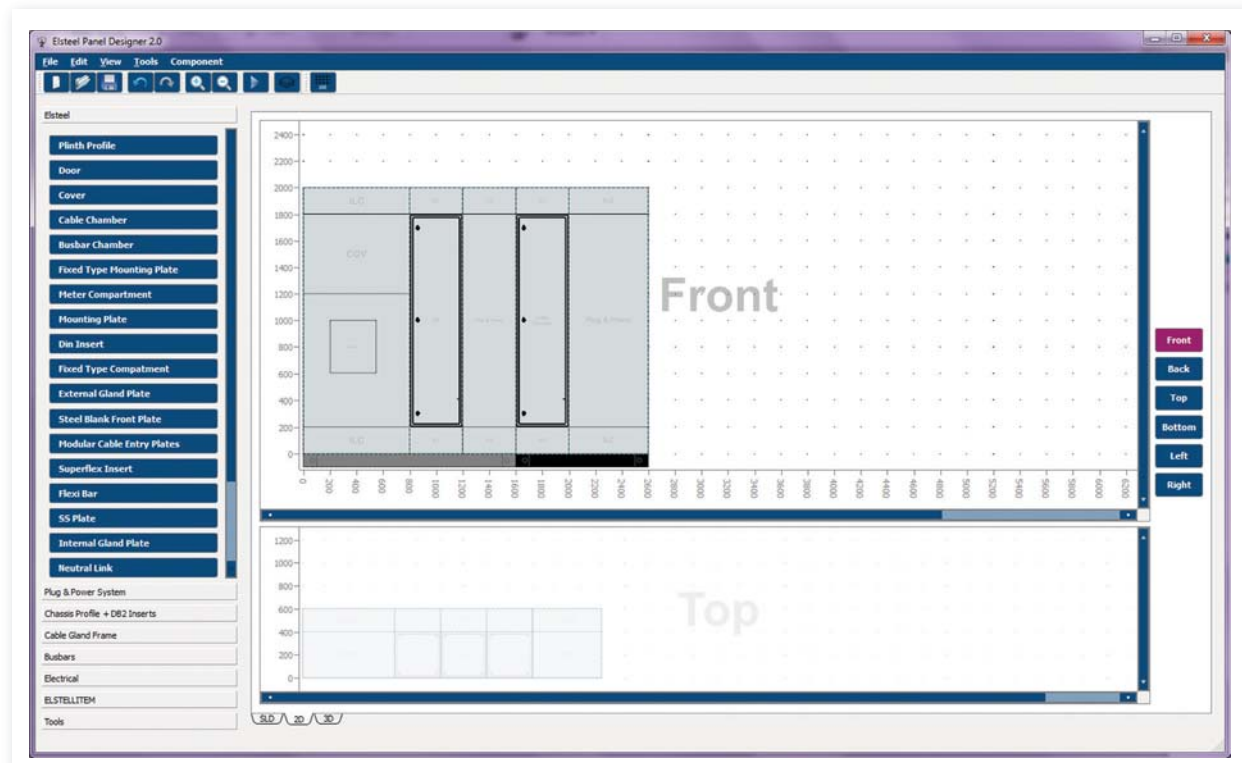 Elsteel Panel Designer 2.0
File Edit View Tools Component
Elsteel
Plinth Profile
Door
Cover
Cable Chamber
Busbar Chamber
Fixed Type Mounting Plate
Meter Compartment
Mounting Plate
Din Insert
Fixed Type Compatment
External Gland Plate
Steel Blank Front Plate
Modular Cable Entry Plates
Superflex Insert
Flexi Bar
SS Plate
Internal Gland Plate
Neutral Link
Plug & Power System
Chassis Profile + DB2 Inserts
Cable Gland Frame
Busbars
Electrical
ELSTELLITEM
Tools
2400
2200
2000
1800
1600
1400
1200
1000
800
600
400
200
0
COV
Front
0 200 400 600 800 1000 1200 1400 1600 1800 2000 2200 2400 2600 2800 3000 3200 3400 3600 3800 4000 4200 4400 4600 4800 5000 5200 5400 5600 5800 6000 6200
1200
1000
800
600
400
200
0
Top
SLD 2D 3D
Front
Back
Top
Bottom
Left
Right